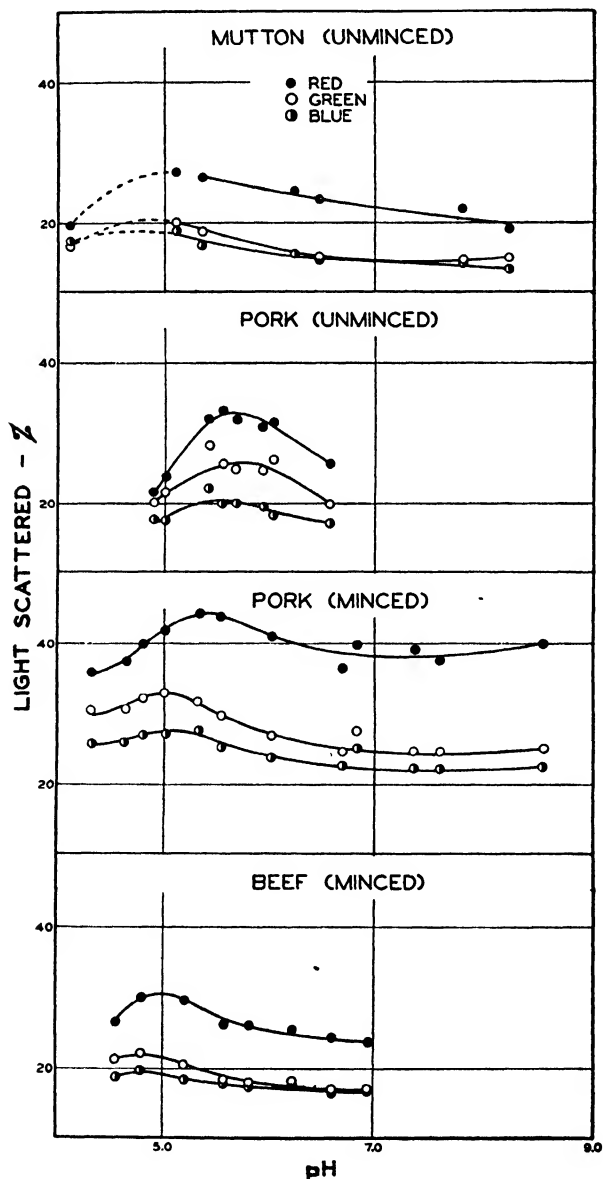 MUTTON (UNMINCED)
RED
GREEN
BLUE
40
20
PORK (UNMINCED)
40
20
PORK (MINCED)
40
20
BEEF (MINCED)
40
20
LIGHT SCATTERED - %
5.0
7.0
9.0
pH